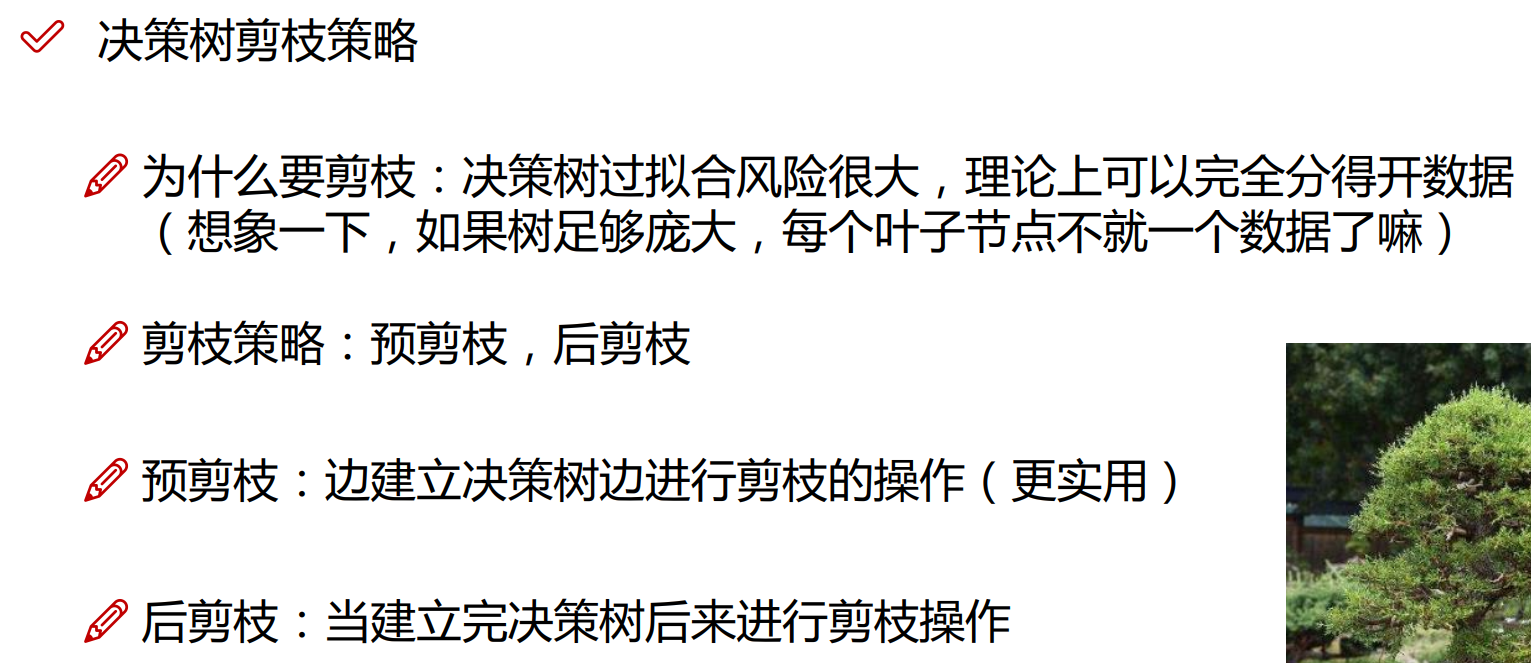 决策树剪枝策略
为什么要剪枝：决策树过拟合风险很大，理论上可以完全分得开数据
（想象一下，如果树足够庞大，每个叶子节点不就一个数据了嘛）
剪枝策略：预剪枝，后剪枝
预剪枝：边建立决策树边进行剪枝的操作（更实用）
后剪枝：当建立完决策树后来进行剪枝操作